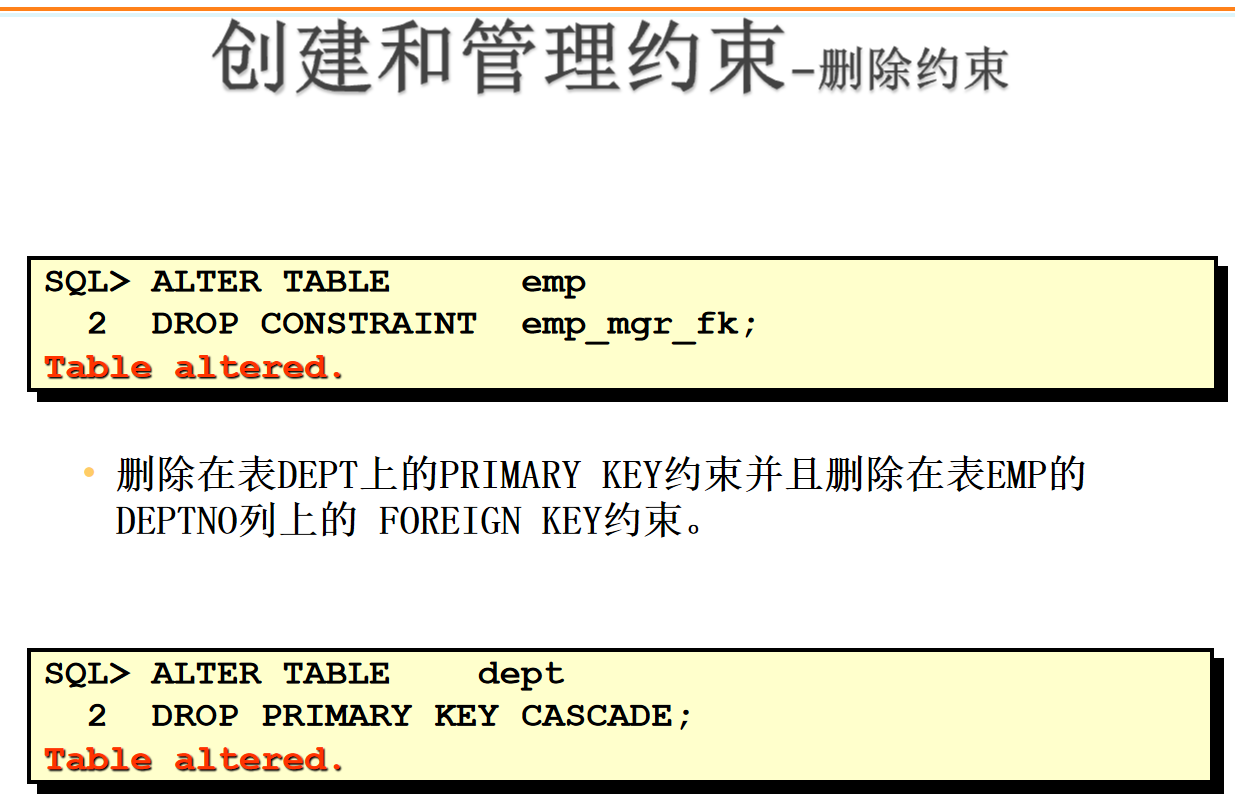 创建和管理约束-删除约束
SQL> ALTER TABLE      emp
  2  DROP CONSTRAINT  emp_mgr_fk;
Table altered.
• 删除在表DEPT上的PRIMARY KEY约束并且删除在表EMP的
DEPTNO列上的 FOREIGN KEY约束。
SQL> ALTER TABLE    dept
  2  DROP PRIMARY KEY CASCADE;
Table altered.